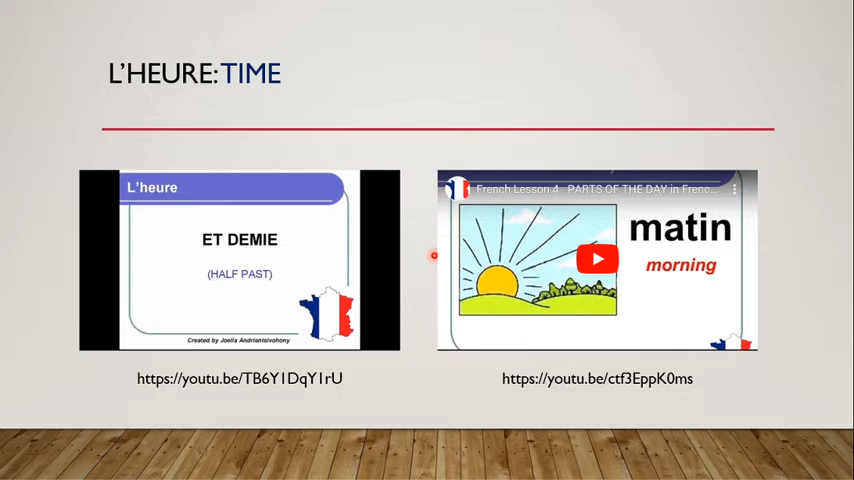 L'HEURE: TIME
L'heure
ET DEMIE
(HALF PAST)
Created by Joella Andriantsivohony
https://youtu.be/TB6Y1DqY1rU
French Lesson 4 - PARTS OF THE DAY in Frenc...
matin
morning
https://youtu.be/ctf3EppK0ms